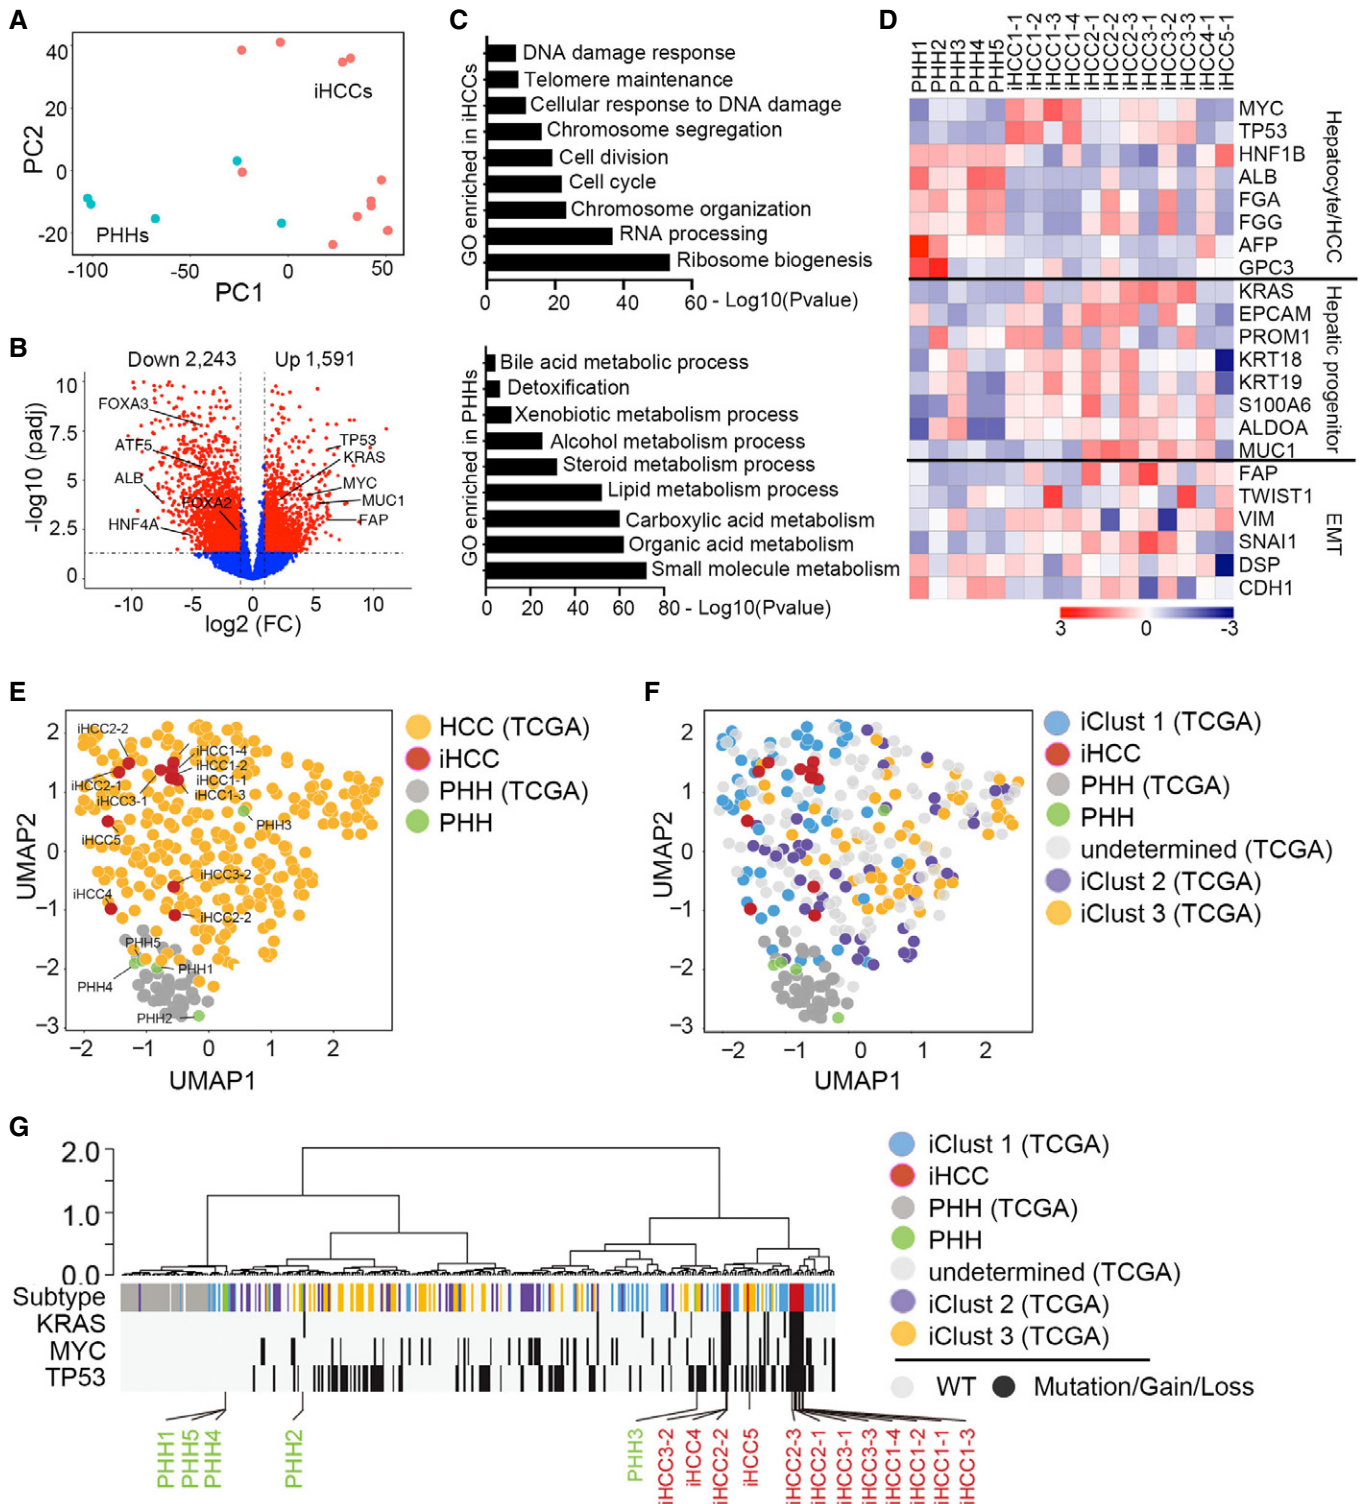 A
40
20
0
-20
PC2
iHCCs
PHHs
-100
-50
0
50
PC1
B
Down 2,243
Up 1,591
10
7.5
5
2.5
0
-log10 (padj)
FOXA3
ATF5
ALB
HNF4A
FOXA2
TP53
KRAS
MYC
MUC1
FAP
-10
-5
0
5
10
log2 (FC)
C
GO enriched in iHCCs
DNA damage response
Telomere maintenance
Cellular response to DNA damage
Chromosome segregation
Cell division
Cell cycle
Chromosome organization
RNA processing
Ribosome biogenesis
0
20
40
60 - Log10(Pvalue)
GO enriched in PHHs
Bile acid metabolic process
Detoxification
Xenobiotic metabolism process
Alcohol metabolism process
Steroid metabolism process
Lipid metabolism process
Carboxylic acid metabolism
Organic acid metabolism
Small molecule metabolism
0
20
40
60
80 - Log10(Pvalue)
D
PHH1
PHH2
PHH3
PHH4
PHH5
iHCC1-1
iHCC1-2
iHCC1-3
iHCC1-4
iHCC2-1
iHCC2-2
iHCC2-3
iHCC3-1
iHCC3-2
iHCC3-3
iHCC4-1
iHCC5-1
MYC
TP53
HNF1B
ALB
FGA
FGG
AFP
GPC3
Hepatocyte/HCC
KRAS
EPCAM
PROM1
KRT18
KRT19
S100A6
ALDOA
MUC1
Hepatic progenitor
FAP
TWIST1
VIM
SNAI1
DSP
CDH1
EMT
3
0
-3
E
2
1
0
−1
−2
−3
UMAP2
iHCC2-2
iHCC1-4
iHCC1-2
iHCC1-1
iHCC1-3
iHCC2-1
iHCC3-1
PHH3
iHCC5
iHCC3-2
iHCC4
iHCC2-2
PHH5
PHH1
PHH4
PHH2
−2
−1
0
1
2
UMAP1
HCC (TCGA)
iHCC
PHH (TCGA)
PHH
F
2
1
0
−1
−2
−3
UMAP2
−2
−1
0
1
2
UMAP1
iClust 1 (TCGA)
iHCC
PHH (TCGA)
PHH
undetermined (TCGA)
iClust 2 (TCGA)
iClust 3 (TCGA)
G
2.0
1.0
0.0
Subtype
KRAS
MYC
TP53
PHH1
PHH5
PHH4
PHH2
PHH3
iHCC3-2
iHCC4
iHCC2-2
iHCC5
iHCC2-3
iHCC2-1
iHCC3-1
iHCC3-3
iHCC1-4
iHCC1-2
iHCC1-1
iHCC1-3
iClust 1 (TCGA)
iHCC
PHH (TCGA)
PHH
undetermined (TCGA)
iClust 2 (TCGA)
iClust 3 (TCGA)
WT
Mutation/Gain/Loss